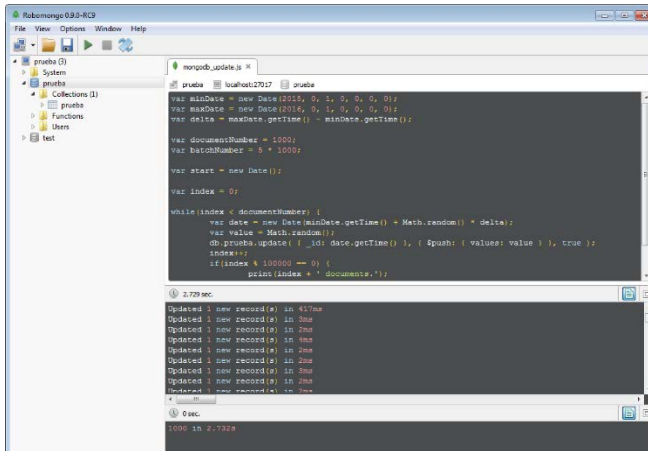 Robomongo 0.9.0-RC9
File View Options Window Help
prueba (3)
System
prueba
Collections (1)
prueba
Functions
Users
test
mongodb_update.js
prueba localhost:27017 prueba
var minDate = new Date(2015, 0, 1, 0, 0, 0, 0);
var maxDate = new Date(2016, 0, 1, 0, 0, 0, 0);
var delta = maxDate.getTime() - minDate.getTime();
var documentNumber = 1000;
var batchNumber = 5 * 1000;
var start = new Date();
var index = 0;
while(index < documentNumber) {
var date = new Date(minDate.getTime() + Math.random() * delta);
var value = Math.random();
db.prueba.update( { _id: date.getTime() }, { $push: { values: value } }, true );
index++;
if(index % 100000 == 0) {
print(index + ' documents.');
2.729 sec.
Updated 1 new record(s) in 417ms
Updated 1 new record(s) in 3ms
Updated 1 new record(s) in 2ms
Updated 1 new record(s) in 4ms
Updated 1 new record(s) in 2ms
Updated 1 new record(s) in 2ms
Updated 1 new record(s) in 3ms
Updated 1 new record(s) in 2ms
Updated 1 new record(s) in 2ms
0 sec.
1000 in 2.732s